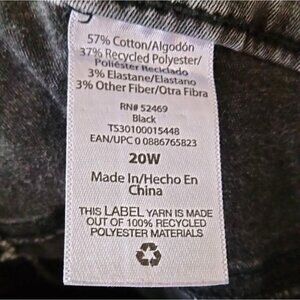 57% Cotton/Algodón
37% Recycled Polyester/
Poliéster Reciclado
3% Elastane/Elastano
3% Other Fiber/Otra Fibra
RN# 52469
Black
TS30100015448
EAN/UPC 0 0886765823
20W
Made In/Hecho En
China
THIS LABEL YARN IS MADE
OUT OF 100% RECYCLED
POLYESTER MATERIALS